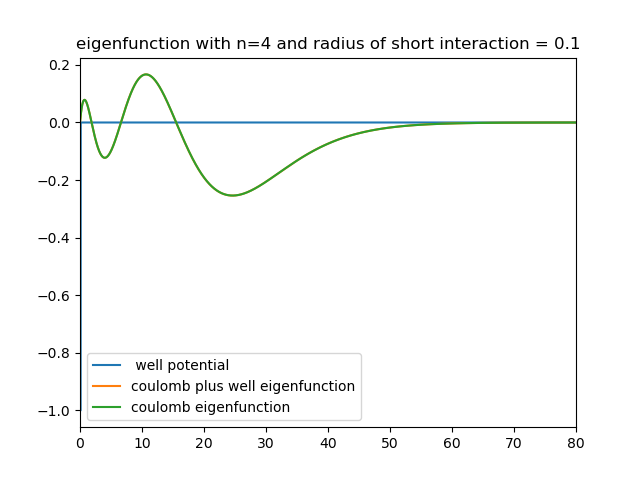 eigenfunction with n=4 and radius of short interaction = 0.1
0.2
0.0
−0.2
−0.4
−0.6
−0.8
−1.0
well potential
coulomb plus well eigenfunction
coulomb eigenfunction
0 10 20 30 40 50 60 70 80